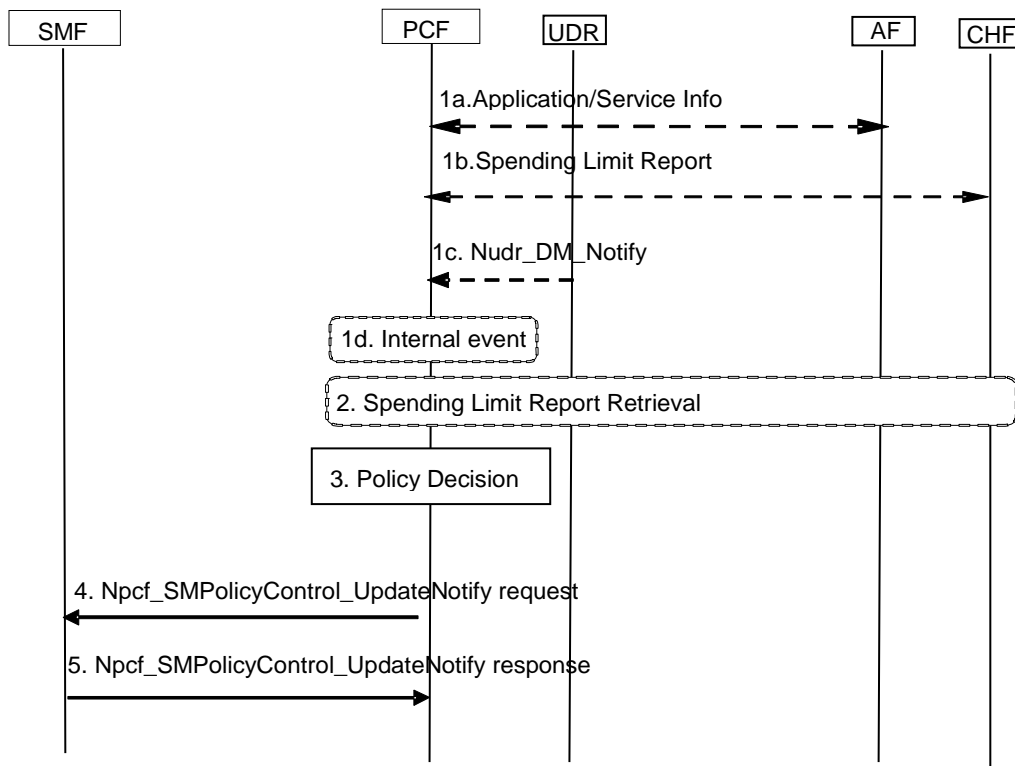 SMF
PCF
UDR
AF
CHF
1a.Application/Service Info
1b.Spending Limit Report
1c. Nudr_DM_Notify
1d. Internal event
2. Spending Limit Report Retrieval
3. Policy Decision
4. Npcf_SMPolicyControl_UpdateNotify request
5. Npcf_SMPolicyControl_UpdateNotify response